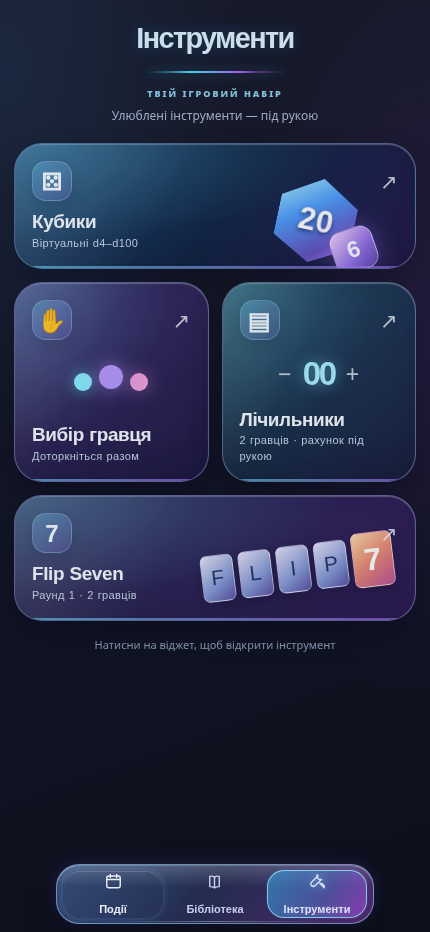 Інструменти
ТВІЙ ІГРОВИЙ НАБІР
Улюблені інструменти — під рукою
20
6
Кубики
Віртуальні d4–d100
Вибір гравця
Доторкніться разом
− 00 +
Лічильники
2 гравців · рахунок під
рукою
7
F L I P 7
Flip Seven
Раунд 1 · 2 гравців
Натисни на віджет, щоб відкрити інструмент
Події Бібліотека Інструменти